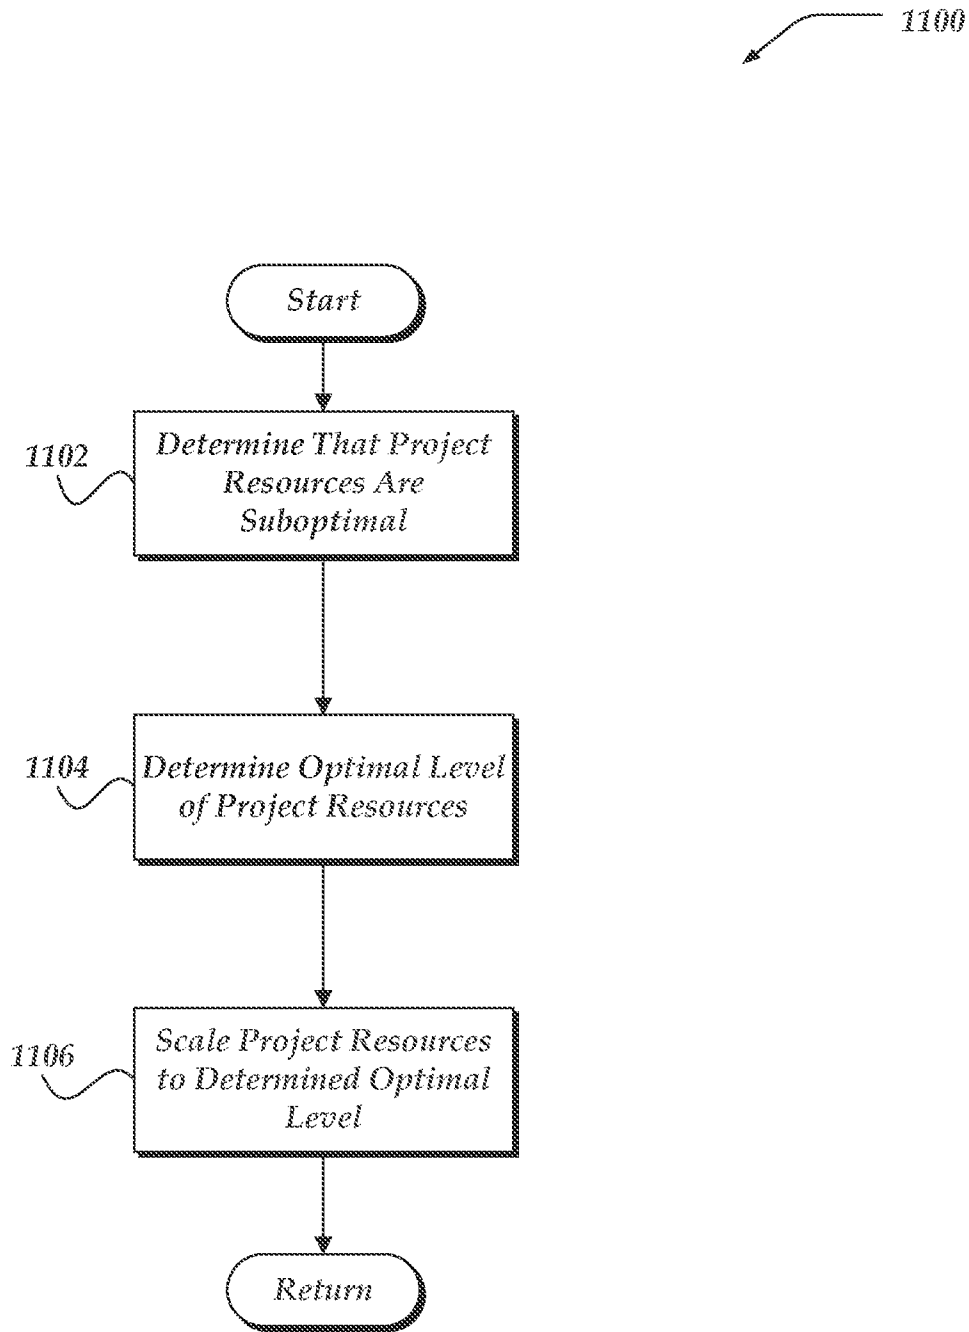 1100
Start
1102
Determine That Project
Resources Are
Suboptimal
1104
Determine Optimal Level
of Project Resources
1106
Scale Project Resources
to Determined Optimal
Level
Return